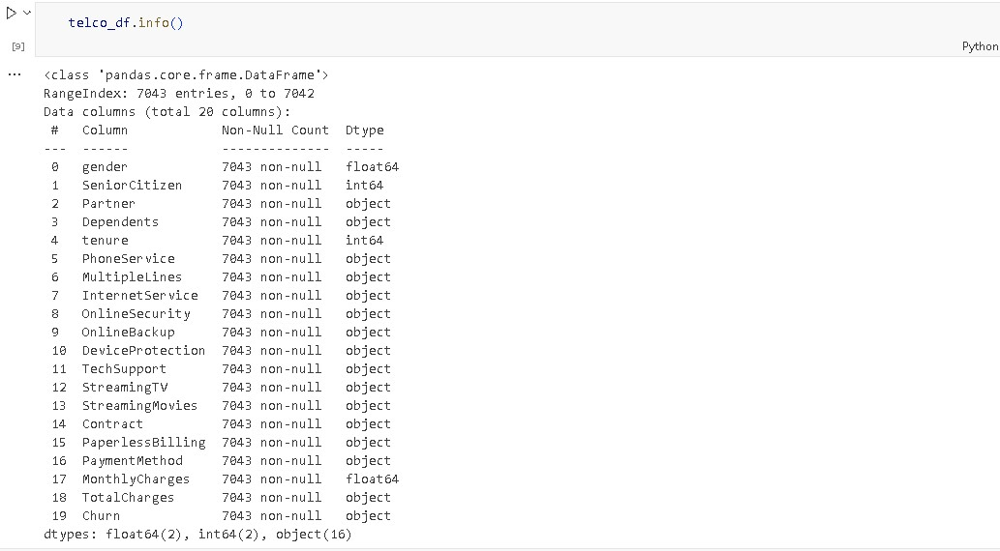 telco_df.info()
[9]
Python
...
<class 'pandas.core.frame.DataFrame'>
RangeIndex: 7043 entries, 0 to 7042
Data columns (total 20 columns):
 #   Column            Non-Null Count  Dtype
---  ------            --------------  -----
 0   gender            7043 non-null   float64
 1   SeniorCitizen     7043 non-null   int64
 2   Partner           7043 non-null   object
 3   Dependents        7043 non-null   object
 4   tenure            7043 non-null   int64
 5   PhoneService      7043 non-null   object
 6   MultipleLines     7043 non-null   object
 7   InternetService   7043 non-null   object
 8   OnlineSecurity    7043 non-null   object
 9   OnlineBackup      7043 non-null   object
 10  DeviceProtection  7043 non-null   object
 11  TechSupport       7043 non-null   object
 12  StreamingTV       7043 non-null   object
 13  StreamingMovies   7043 non-null   object
 14  Contract          7043 non-null   object
 15  PaperlessBilling  7043 non-null   object
 16  PaymentMethod     7043 non-null   object
 17  MonthlyCharges    7043 non-null   float64
 18  TotalCharges      7043 non-null   object
 19  Churn             7043 non-null   object
dtypes: float64(2), int64(2), object(16)